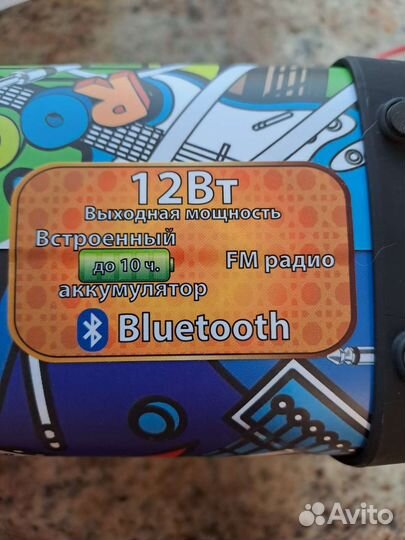 12Вт
Выходная мощность
Встроенный
до 10 ч.
аккумулятор
FM радио
Bluetooth
Avito